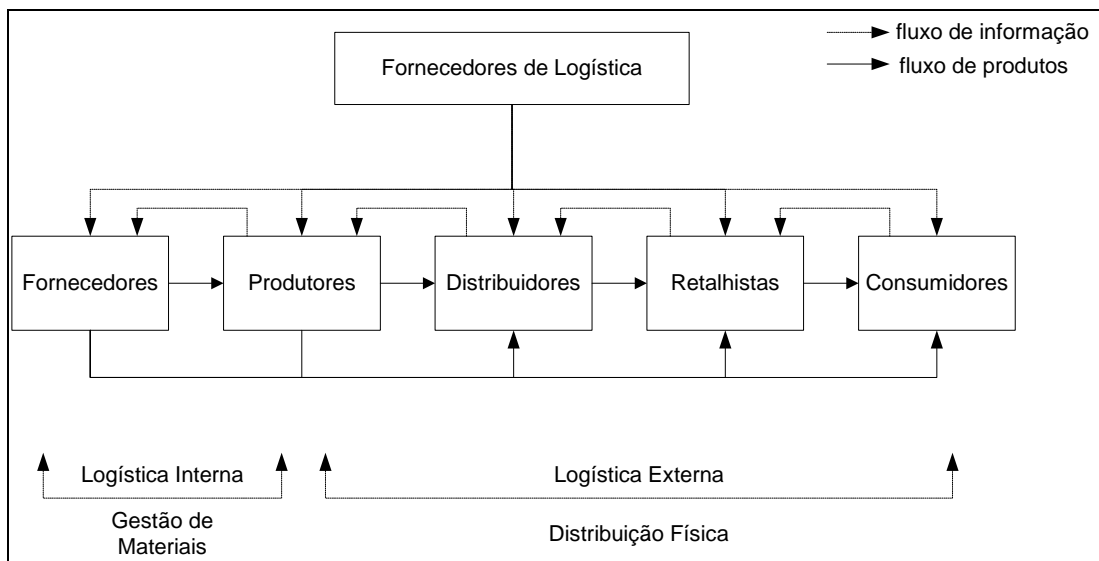 fluxo de informação
fluxo de produtos
Fornecedores de Logística
Fornecedores
Produtores
Distribuidores
Retalhistas
Consumidores
Logística Interna
Logística Externa
Gestão de
Materiais
Distribuição Física